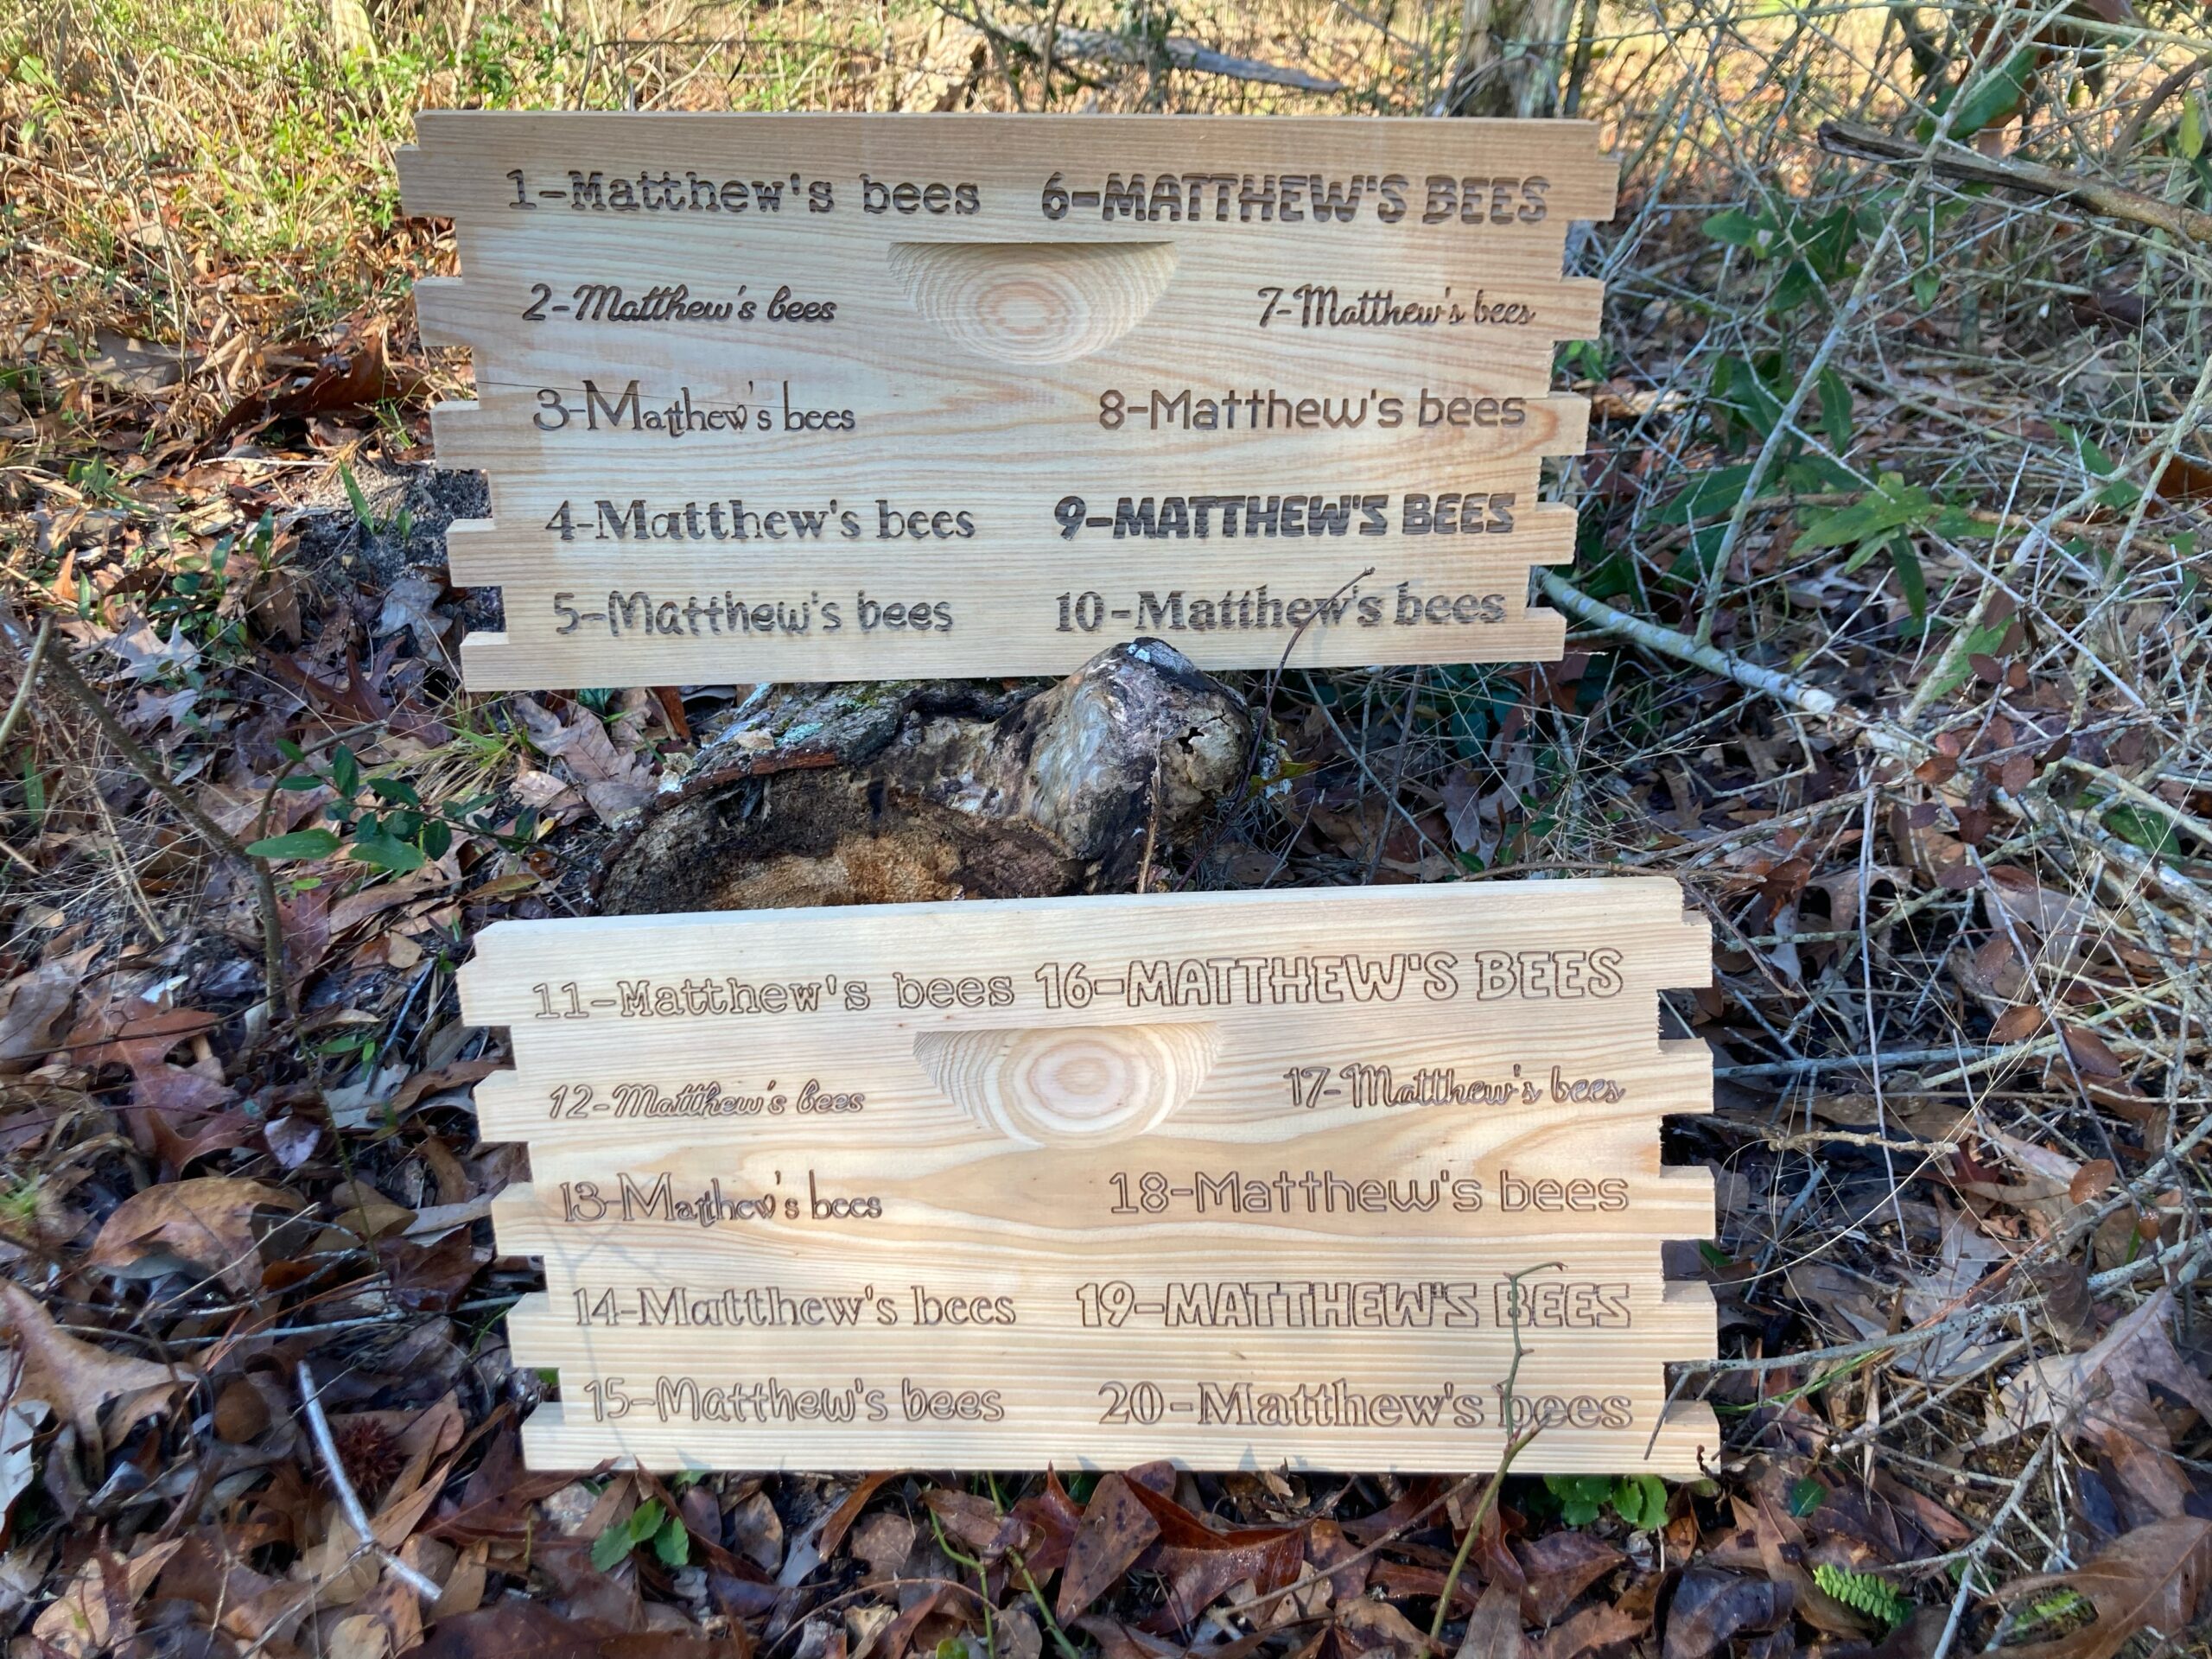 1-Matthew's bees 6-MATTHEW'S BEES
2-Matthew's bees 7-Matthew's bees
3-Matthew's bees 8-Matthew's bees
4-Matthew's bees 9-MATTHEW'S BEES
5-Matthew's bees 10-Matthew's bees
11-Matthew's bees 16-MATTHEW'S BEES
12-Matthew's bees 17-Matthew's bees
13-Matthew's bees 18-Matthew's bees
14-Matthew's bees 19-MATTHEW'S BEES
15-Matthew's bees 20-Matthew's bees